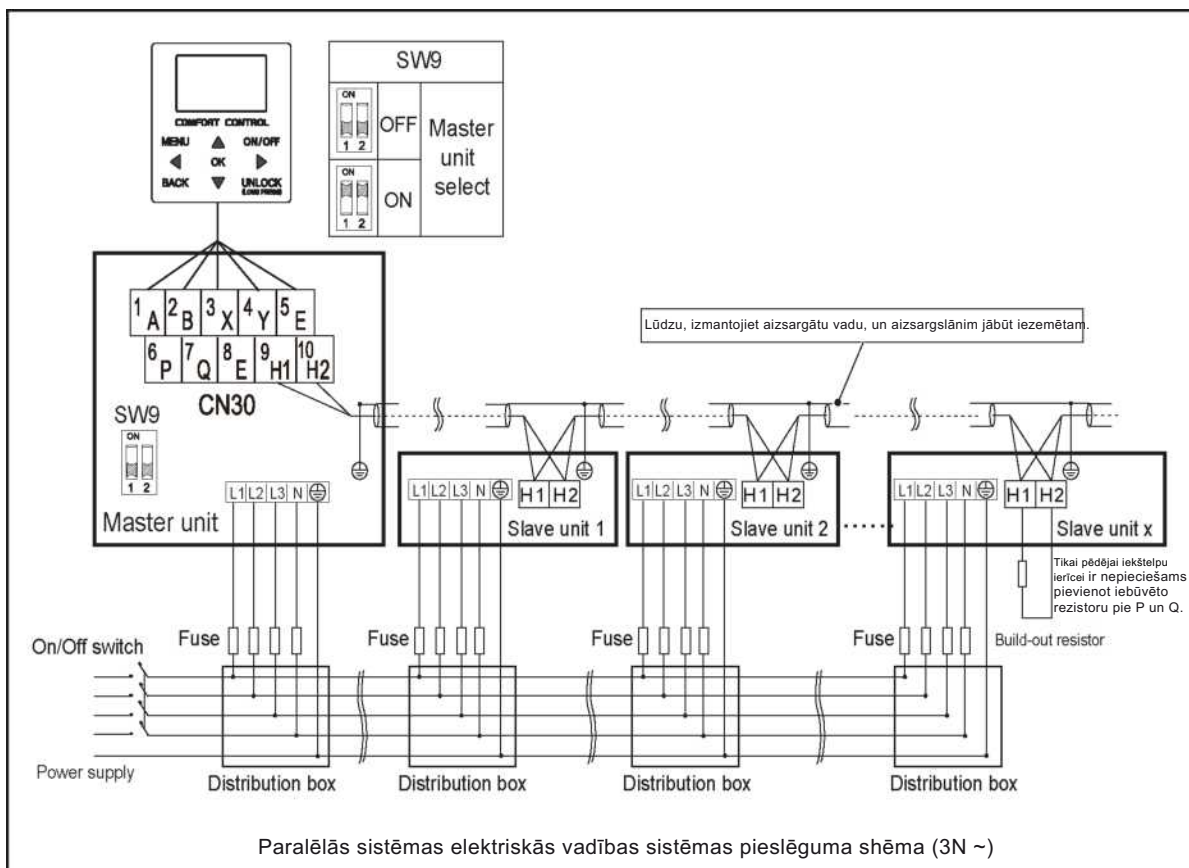 SW9
ON
1 2
OFF
ON
1 2
ON
Master
unit
select
COMFORT CONTROL
MENU ON/OFF
OK
BACK UNLOCK
1 A 2 B 3 X 4 Y 5 E
6 P 7 Q 8 E 9 H1 10 H2
CN30
SW9
ON
1 2
Lūdzu, izmantojiet aizsargātu vadu, un aizsargslānim jābūt iezemētam.
L1 L2 L3 N
Master unit
L1 L2 L3 N
H1 H2
Slave unit 1
L1 L2 L3 N
H1 H2
Slave unit 2
L1 L2 L3 N
H1 H2
Slave unit x
Tikai pēdējai iekštelpu
ierīcei ir nepieciešams
pievienot iebūvēto
rezistoru pie P un Q.
Build-out resistor
On/Off switch
Fuse
Fuse
Fuse
Fuse
Power supply
Distribution box
Distribution box
Distribution box
Distribution box
Paralēlās sistēmas elektriskās vadības sistēmas pieslēguma shēma (3N ~)